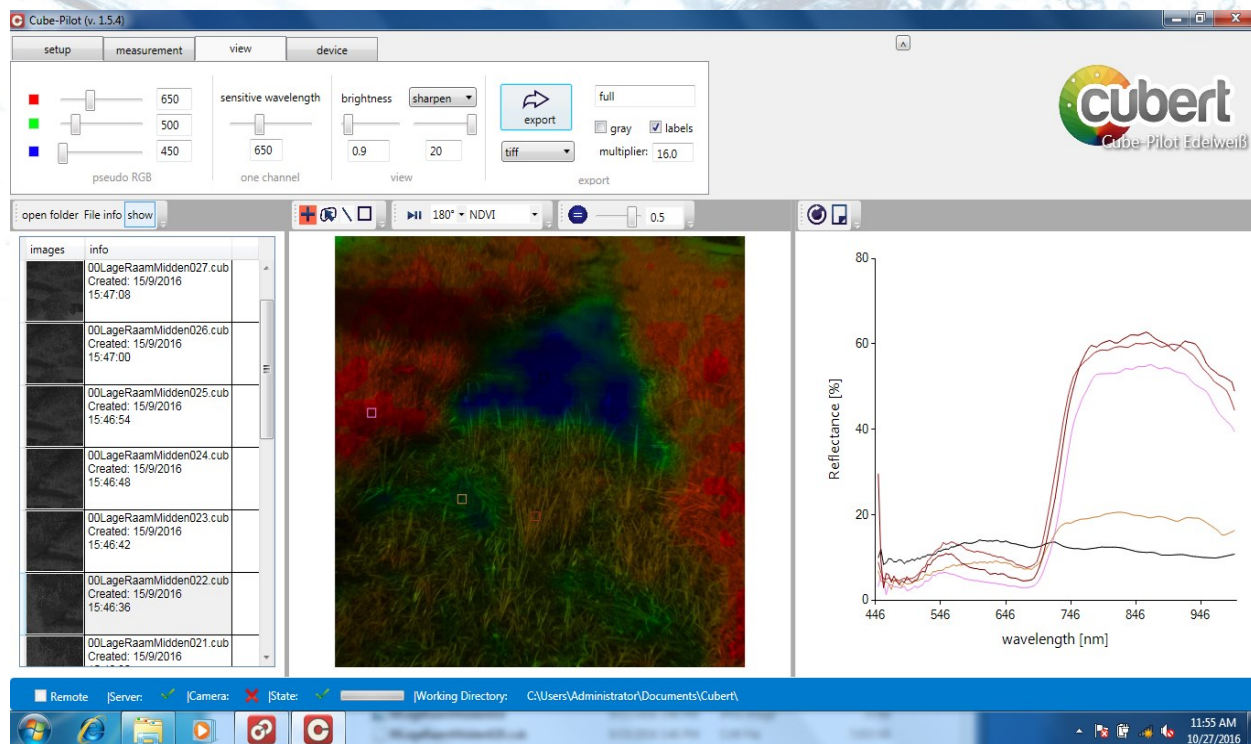 Cube-Pilot (v. 1.5.4)
setup measurement view device
650 sensitive wavelength brightness sharpen export full
500 gray labels
450 650 0.9 20 tiff multiplier: 16.0
pseudo RGB one channel view export
cubert
Cube-Pilot Edelweiß
open folder File info show 180° NDVI 0.5
images info
00LageRaamMidden027.cub
Created: 15/9/2016
15:47:08
00LageRaamMidden026.cub
Created: 15/9/2016
15:47:00
00LageRaamMidden025.cub
Created: 15/9/2016
15:46:54
00LageRaamMidden024.cub
Created: 15/9/2016
15:46:48
00LageRaamMidden023.cub
Created: 15/9/2016
15:46:42
00LageRaamMidden022.cub
Created: 15/9/2016
15:46:36
00LageRaamMidden021.cub
Created: 15/9/2016
80
60
40
20
0
Reflectance [%]
446 546 646 746 846 946
wavelength [nm]
Remote |Server: |Camera: |State: |Working Directory: C:\Users\Administrator\Documents\Cubert\
11:55 AM
10/27/2016